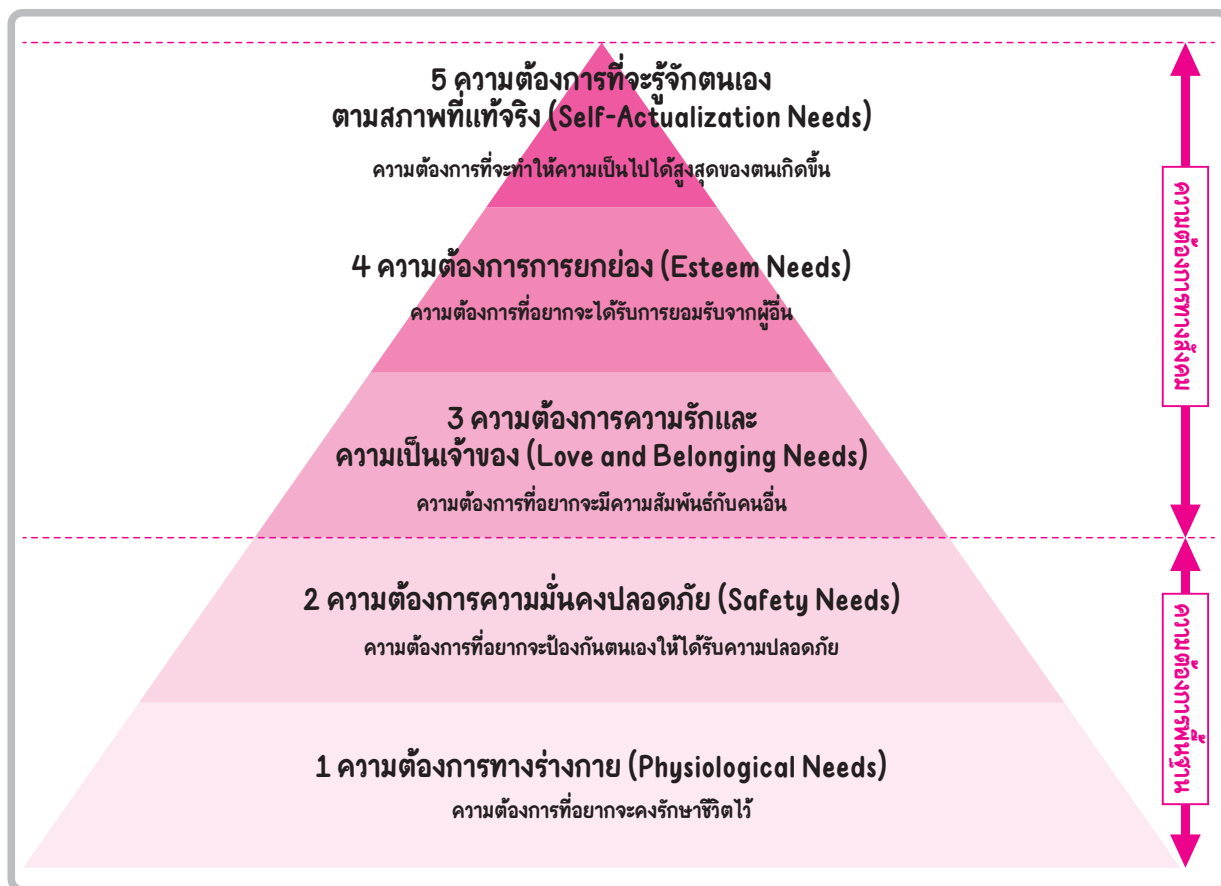 5 ความต้องการที่จะรู้จักตนเอง
ตามสภาพที่แท้จริง (Self-Actualization Needs)
ความต้องการที่จะทำให้ความเป็นไปได้สูงสุดของตนเกิดขึ้น
4 ความต้องการการยกย่อง (Esteem Needs)
ความต้องการที่อยากจะได้รับการยอมรับจากผู้อื่น
3 ความต้องการความรักและ
ความเป็นเจ้าของ (Love and Belonging Needs)
ความต้องการที่อยากจะมีความสัมพันธ์กับคนอื่น
ความต้องการทางสังคม
2 ความต้องการความมั่นคงปลอดภัย (Safety Needs)
ความต้องการที่อยากจะป้องกันตนเองให้ได้รับความปลอดภัย
1 ความต้องการทางร่างกาย (Physiological Needs)
ความต้องการที่อยากจะคงรักษาชีวิตไว้
ความต้องการพื้นฐาน